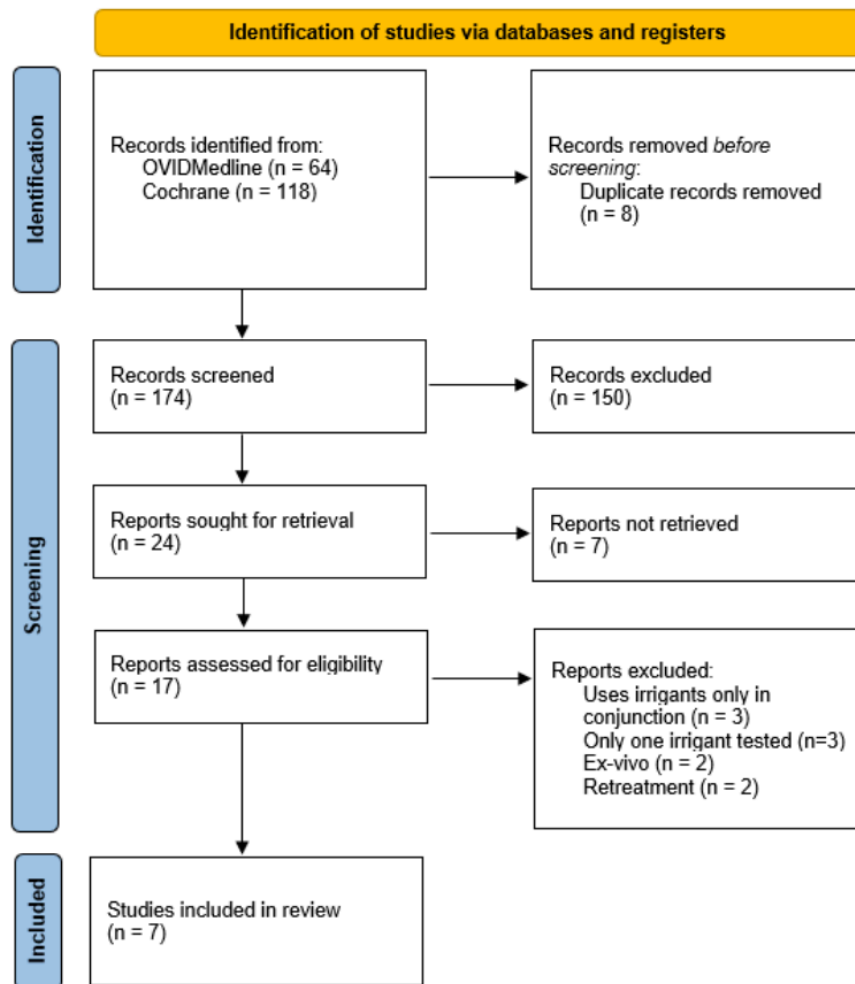 Identification of studies via databases and registers
Identification
Records identified from:
OVIDMedline (n = 64)
Cochrane (n = 118)
Records removed before
screening:
Duplicate records removed
(n = 8)
Screening
Records screened
(n = 174)
Records excluded
(n = 150)
Reports sought for retrieval
(n = 24)
Reports not retrieved
(n = 7)
Reports assessed for eligibility
(n = 17)
Reports excluded:
Uses irrigants only in
conjunction (n = 3)
Only one irrigant tested (n=3)
Ex-vivo (n = 2)
Retreatment (n = 2)
Included
Studies included in review
(n = 7)